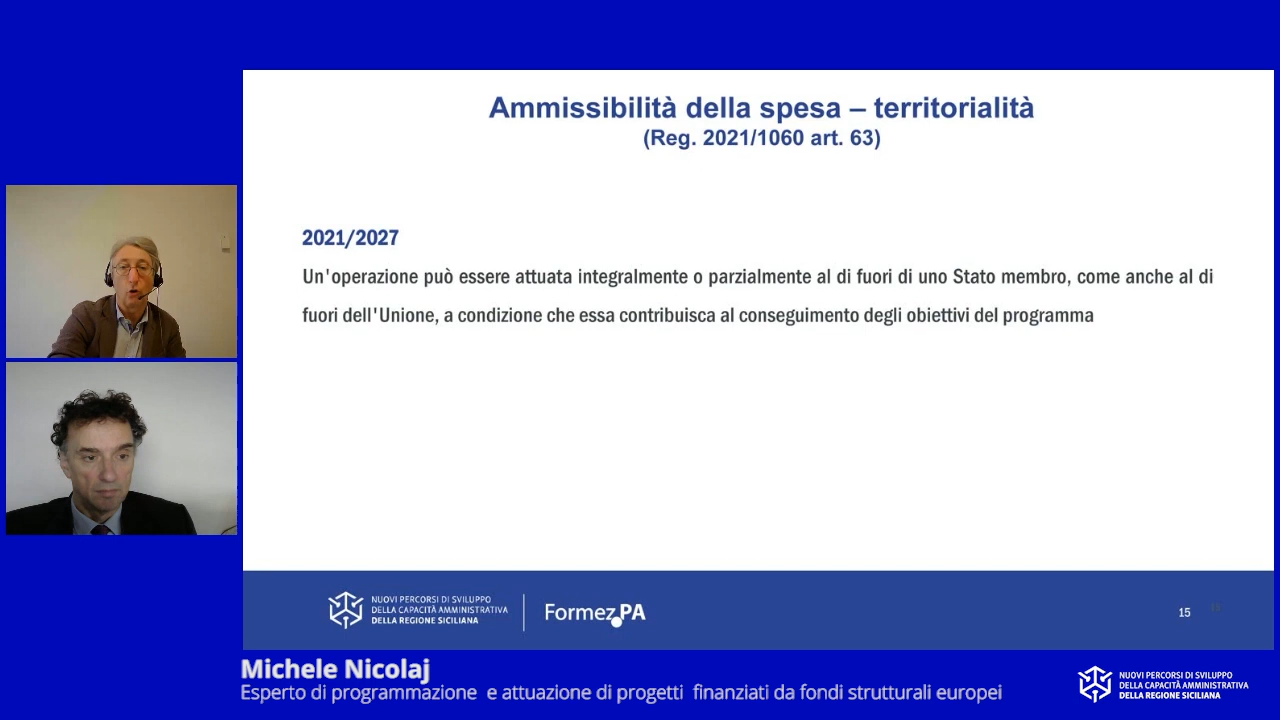 Ammissibilità della spesa – territorialità
(Reg. 2021/1060 art. 63)
2021/2027
Un'operazione può essere attuata integralmente o parzialmente al di fuori di uno Stato membro, come anche al di
fuori dell'Unione, a condizione che essa contribuisca al conseguimento degli obiettivi del programma
NUOVI PERCORSI DI SVILUPPO
DELLA CAPACITÀ AMMINISTRATIVA
DELLA REGIONE SICILIANA
Formez PA
15
Michele Nicolaj
Esperto di programmazione e attuazione di progetti finanziati da fondi strutturali europei
NUOVI PERCORSI DI SVILUPPO
DELLA CAPACITÀ AMMINISTRATIVA
DELLA REGIONE SICILIANA